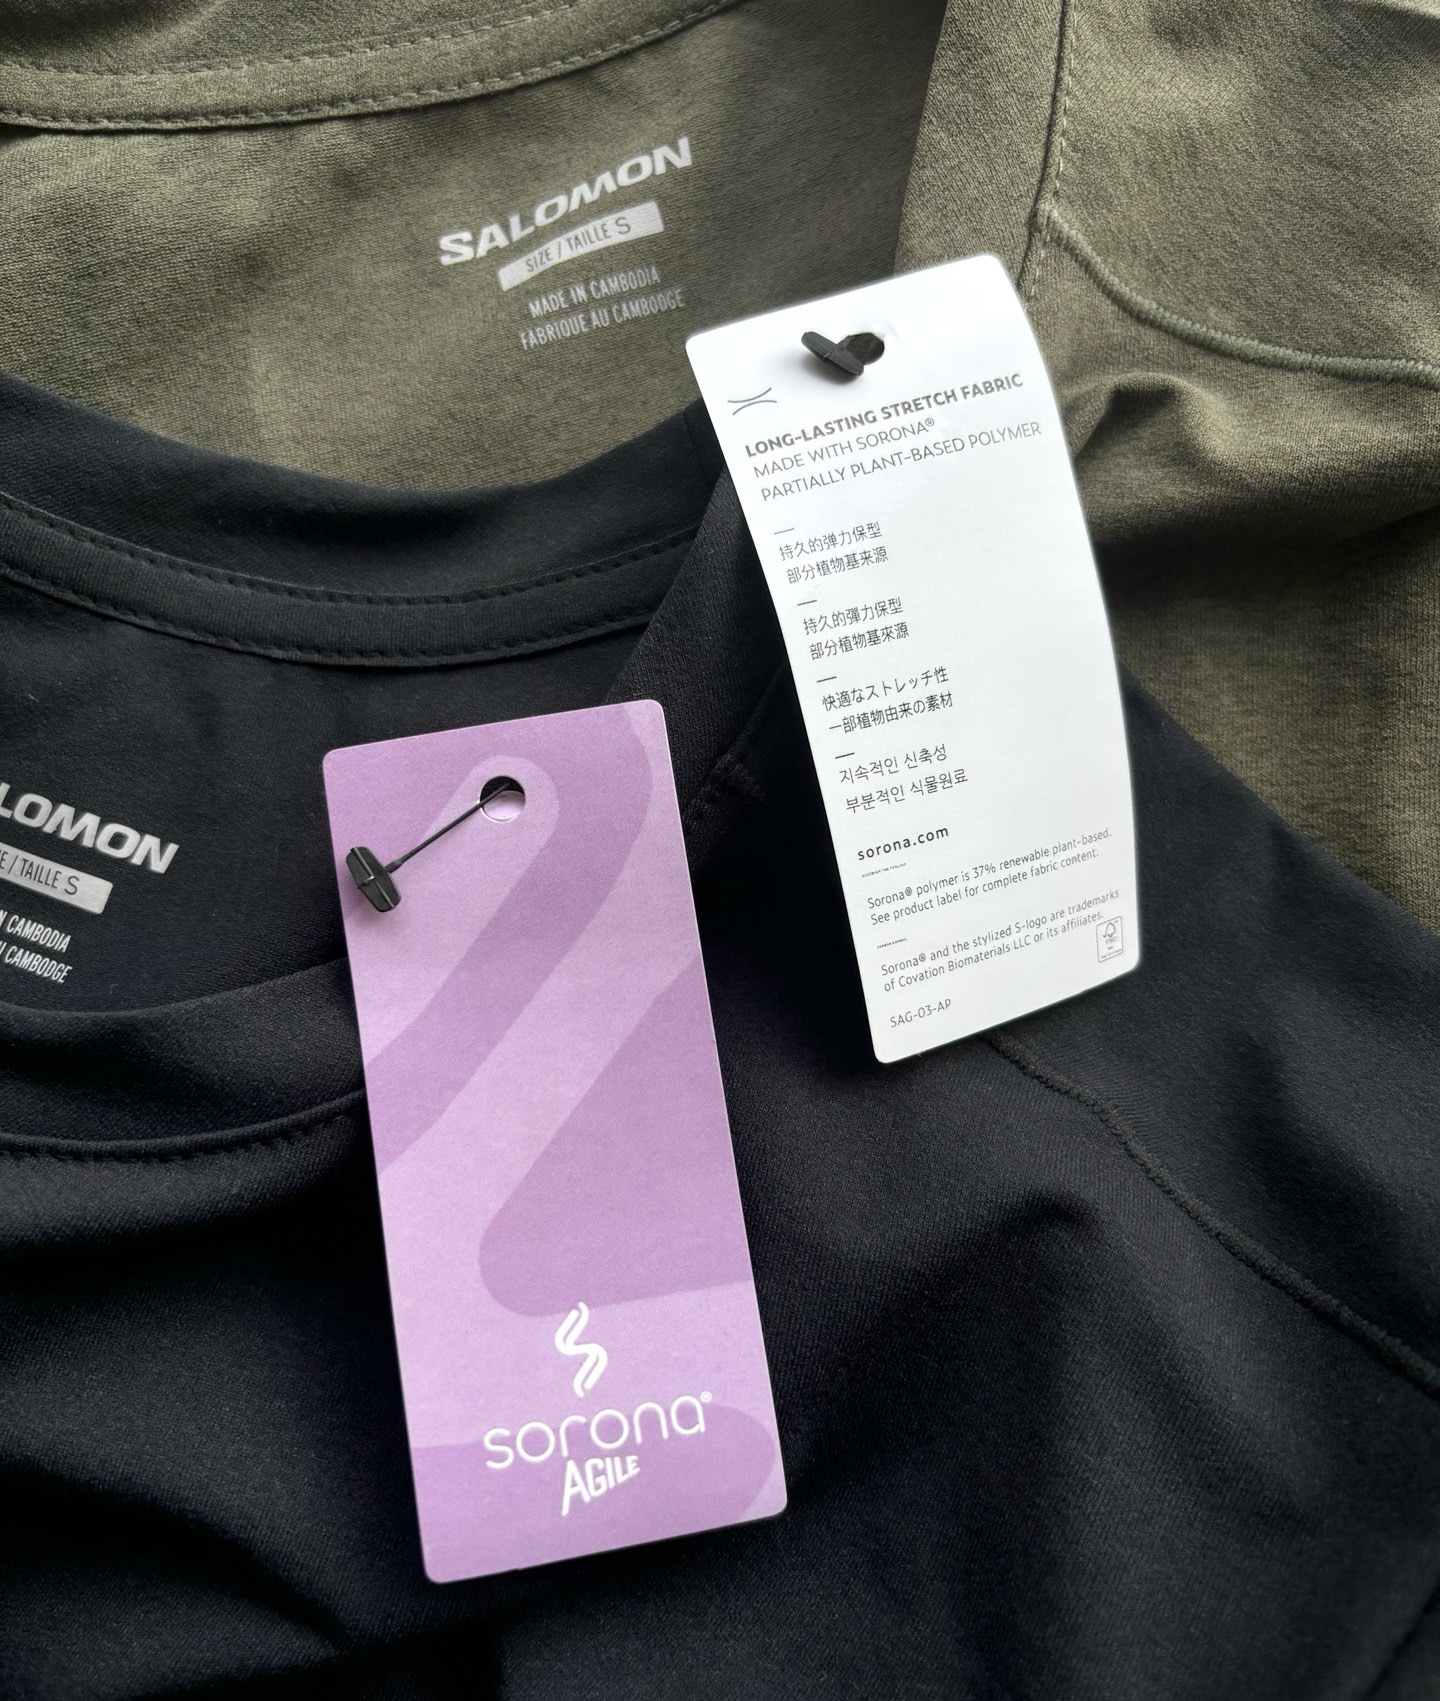 SALOMON
SIZE / TAILLE S
MADE IN CAMBODIA
FABRIQUE AU CAMBODGE
LONG-LASTING STRETCH FABRIC
MADE WITH SORONA®
PARTIALLY PLANT-BASED POLYMER
持久的弹力保型
部分植物基来源
持久的彈力保型
部分植物基來源
快適なストレッチ性
一部植物由来の素材
지속적인 신축성
부분적인 식물원료
sorona.com
Sorona® polymer is 37% renewable plant-based.
See product label for complete fabric content.
Sorona® and the stylized S-logo are trademarks
of Covation Biomaterials LLC or its affiliates.
FSC
SAG-03-AP
LOMON
E / TAILLE S
N CAMBODIA
U CAMBODGE
sorona®
AGILE